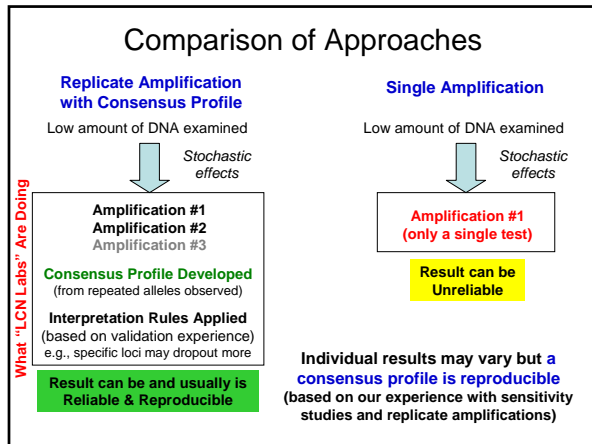 Comparison of Approaches
Replicate Amplification
with Consensus Profile
Low amount of DNA examined
Stochastic
effects
What "LCN Labs" Are Doing
Amplification #1
Amplification #2
Amplification #3
Consensus Profile Developed
(from repeated alleles observed)
Interpretation Rules Applied
(based on validation experience)
e.g., specific loci may dropout more
Result can be and usually is
Reliable & Reproducible
Single Amplification
Low amount of DNA examined
Stochastic
effects
Amplification #1
(only a single test)
Result can be
Unreliable
Individual results may vary but a
consensus profile is reproducible
(based on our experience with sensitivity
studies and replicate amplifications)